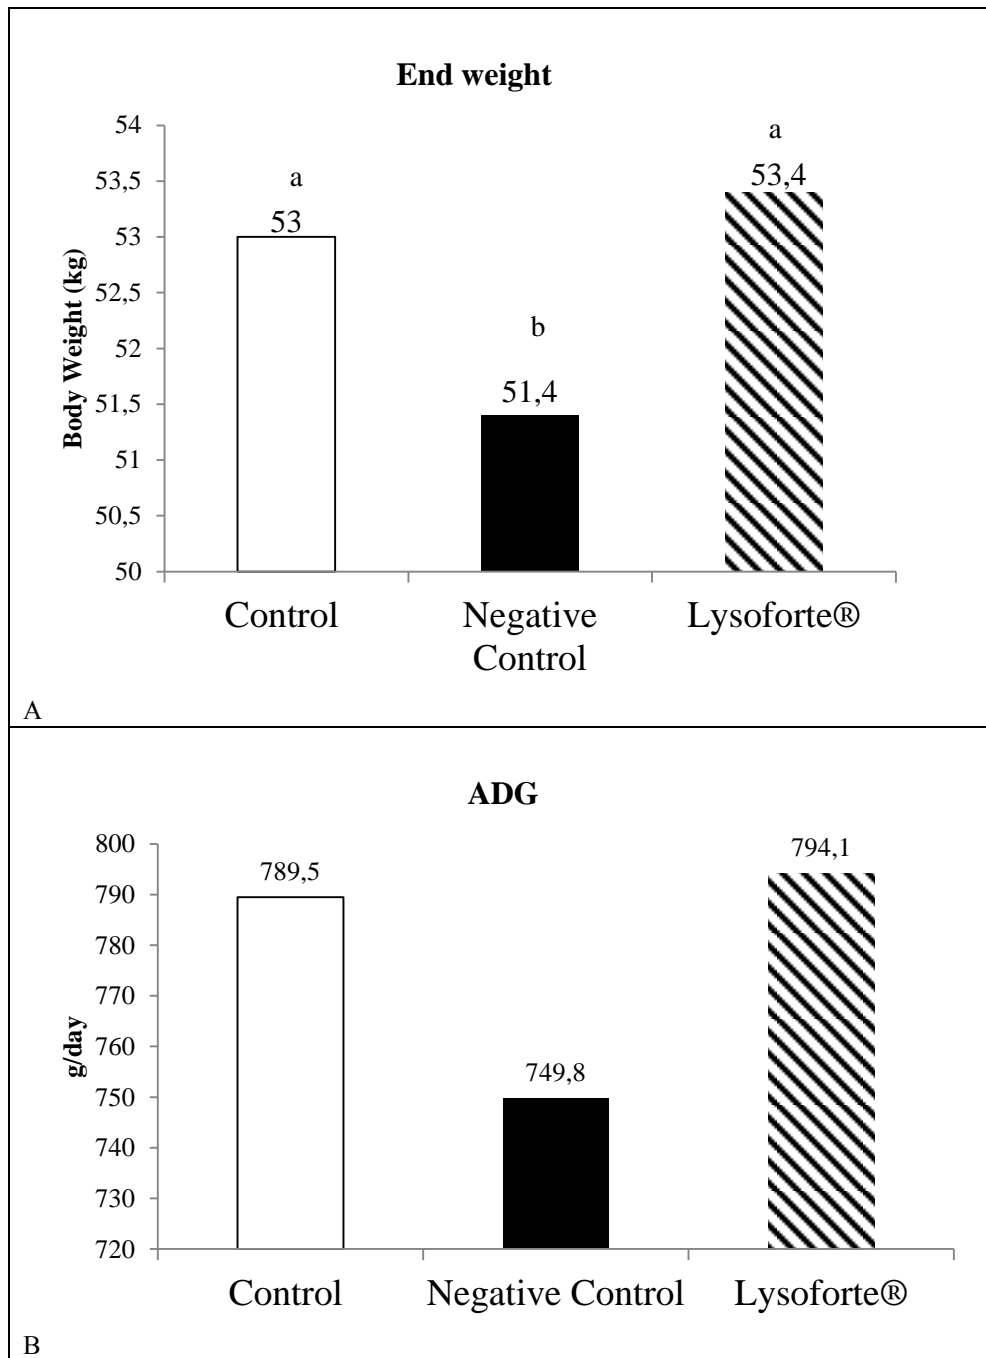 End weight
54
53,5
53
52,5
52
51,5
51
50,5
50
Body Weight (kg)
a
53
b
51,4
a
53,4
Control
Negative
Control
Lysoforte®
A
ADG
800
790
780
770
760
750
740
730
720
g/day
789,5
749,8
794,1
Control
Negative Control
Lysoforte®
B